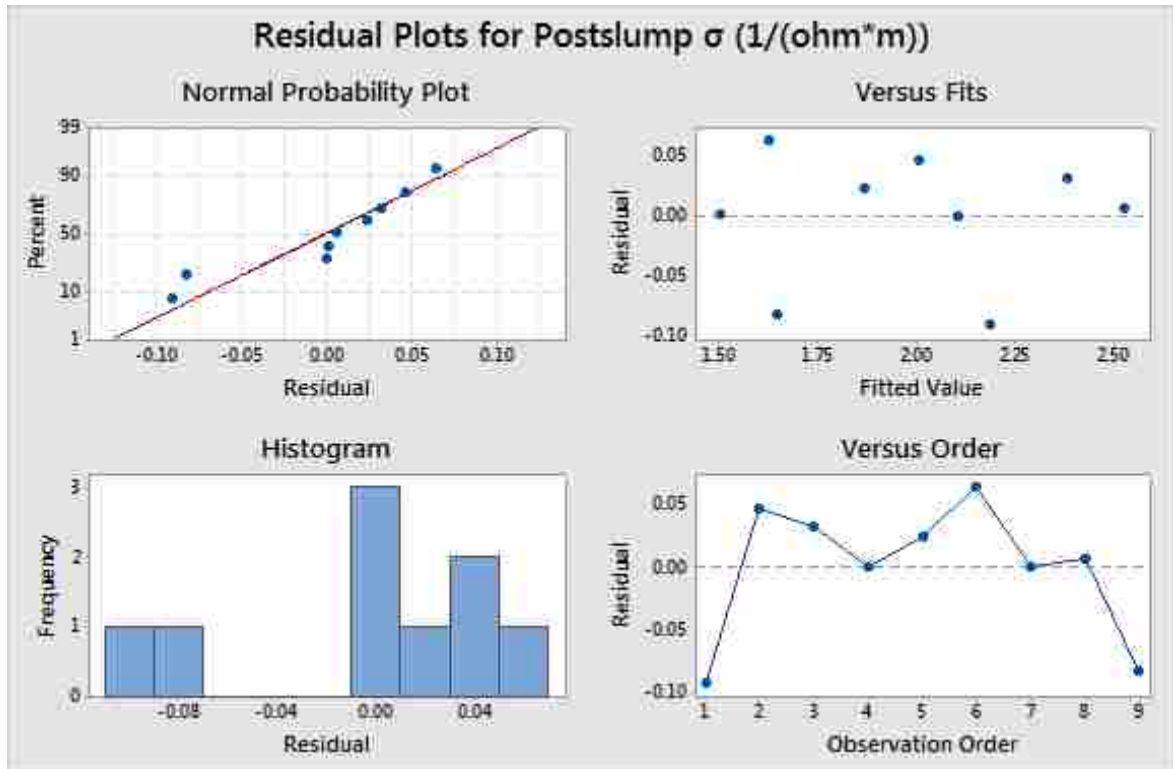 Residual Plots for Postslump σ (1/(ohm*m))
Normal Probability Plot
99
90
50
10
1
Percent
-0.10 -0.05 0.00 0.05 0.10
Residual
Versus Fits
0.05
0.00
-0.05
-0.10
Residual
1.50 1.75 2.00 2.25 2.50
Fitted Value
Histogram
3
2
1
0
Frequency
-0.08 -0.04 0.00 0.04
Residual
Versus Order
0.05
0.00
-0.05
-0.10
Residual
1 2 3 4 5 6 7 8 9
Observation Order